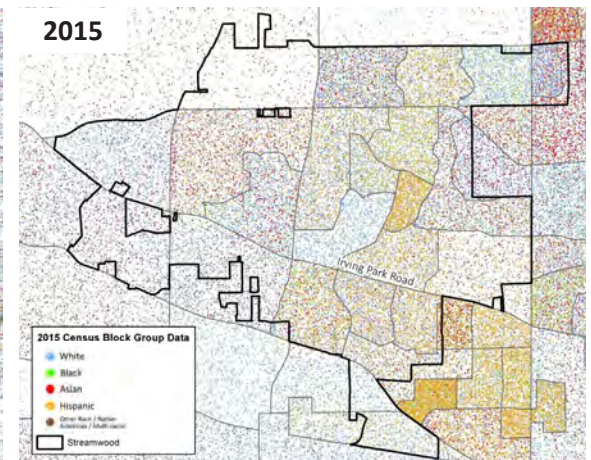 2015
Irving Park Road
2015 Census Block Group Data
White
Black
Asian
Hispanic
Other Race / Native
American / Multi-racial
Streamwood